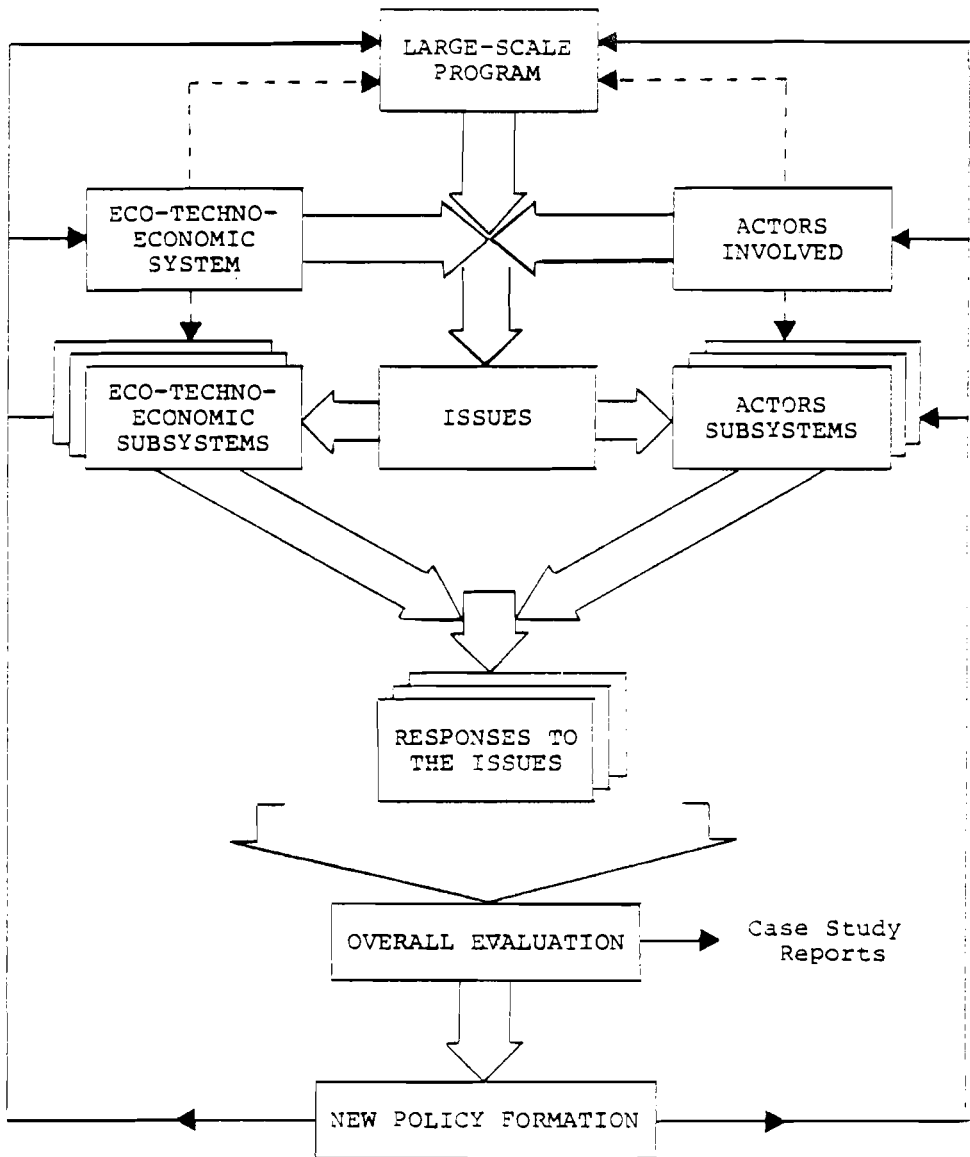 LARGE-SCALE
PROGRAM
ECO-TECHNO-
ECONOMIC
SYSTEM
ACTORS
INVOLVED
ECO-TECHNO-
ECONOMIC
SUBSYSTEMS
ISSUES
ACTORS
SUBSYSTEMS
RESPONSES TO
THE ISSUES
OVERALL EVALUATION
Case Study
Reports
NEW POLICY FORMATION